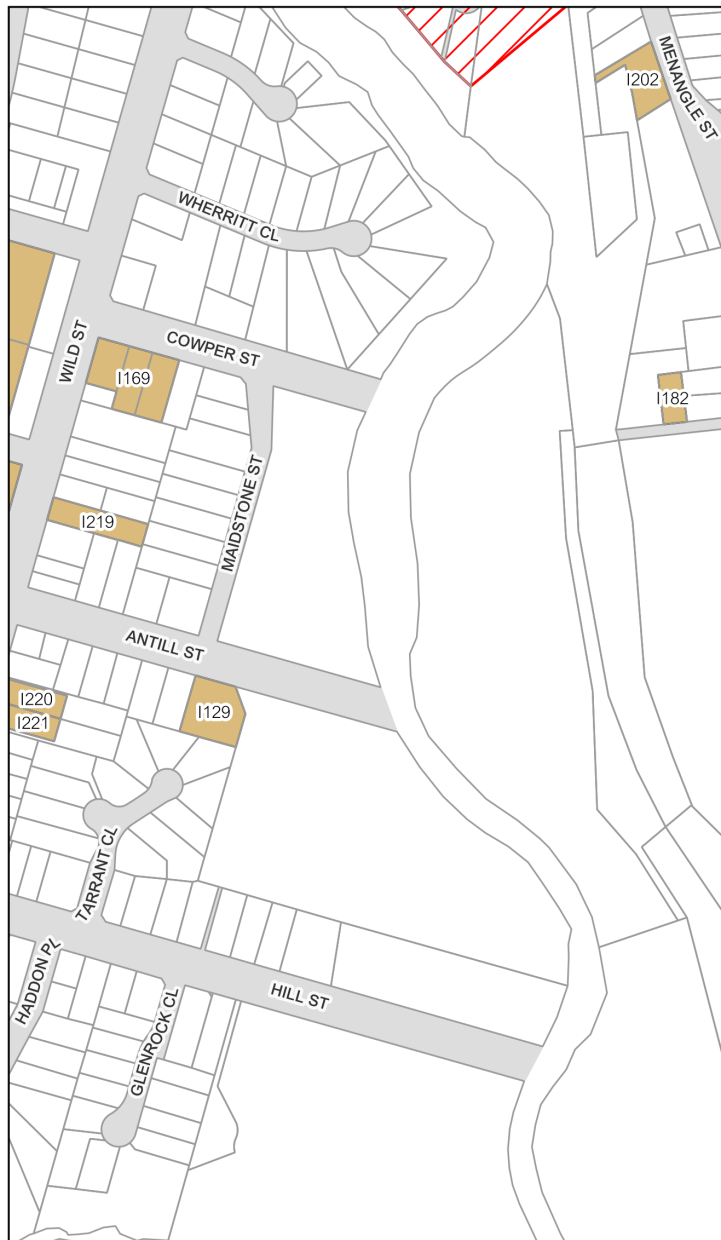 MENANGLE ST
I202
WHERRITT CL
WILD ST
COWPER ST
I169
I182
MAIDSTONE ST
I219
ANTILL ST
I220
I221
I129
TARRANT CL
HADDON PL
HILL ST
GLENROCK CL